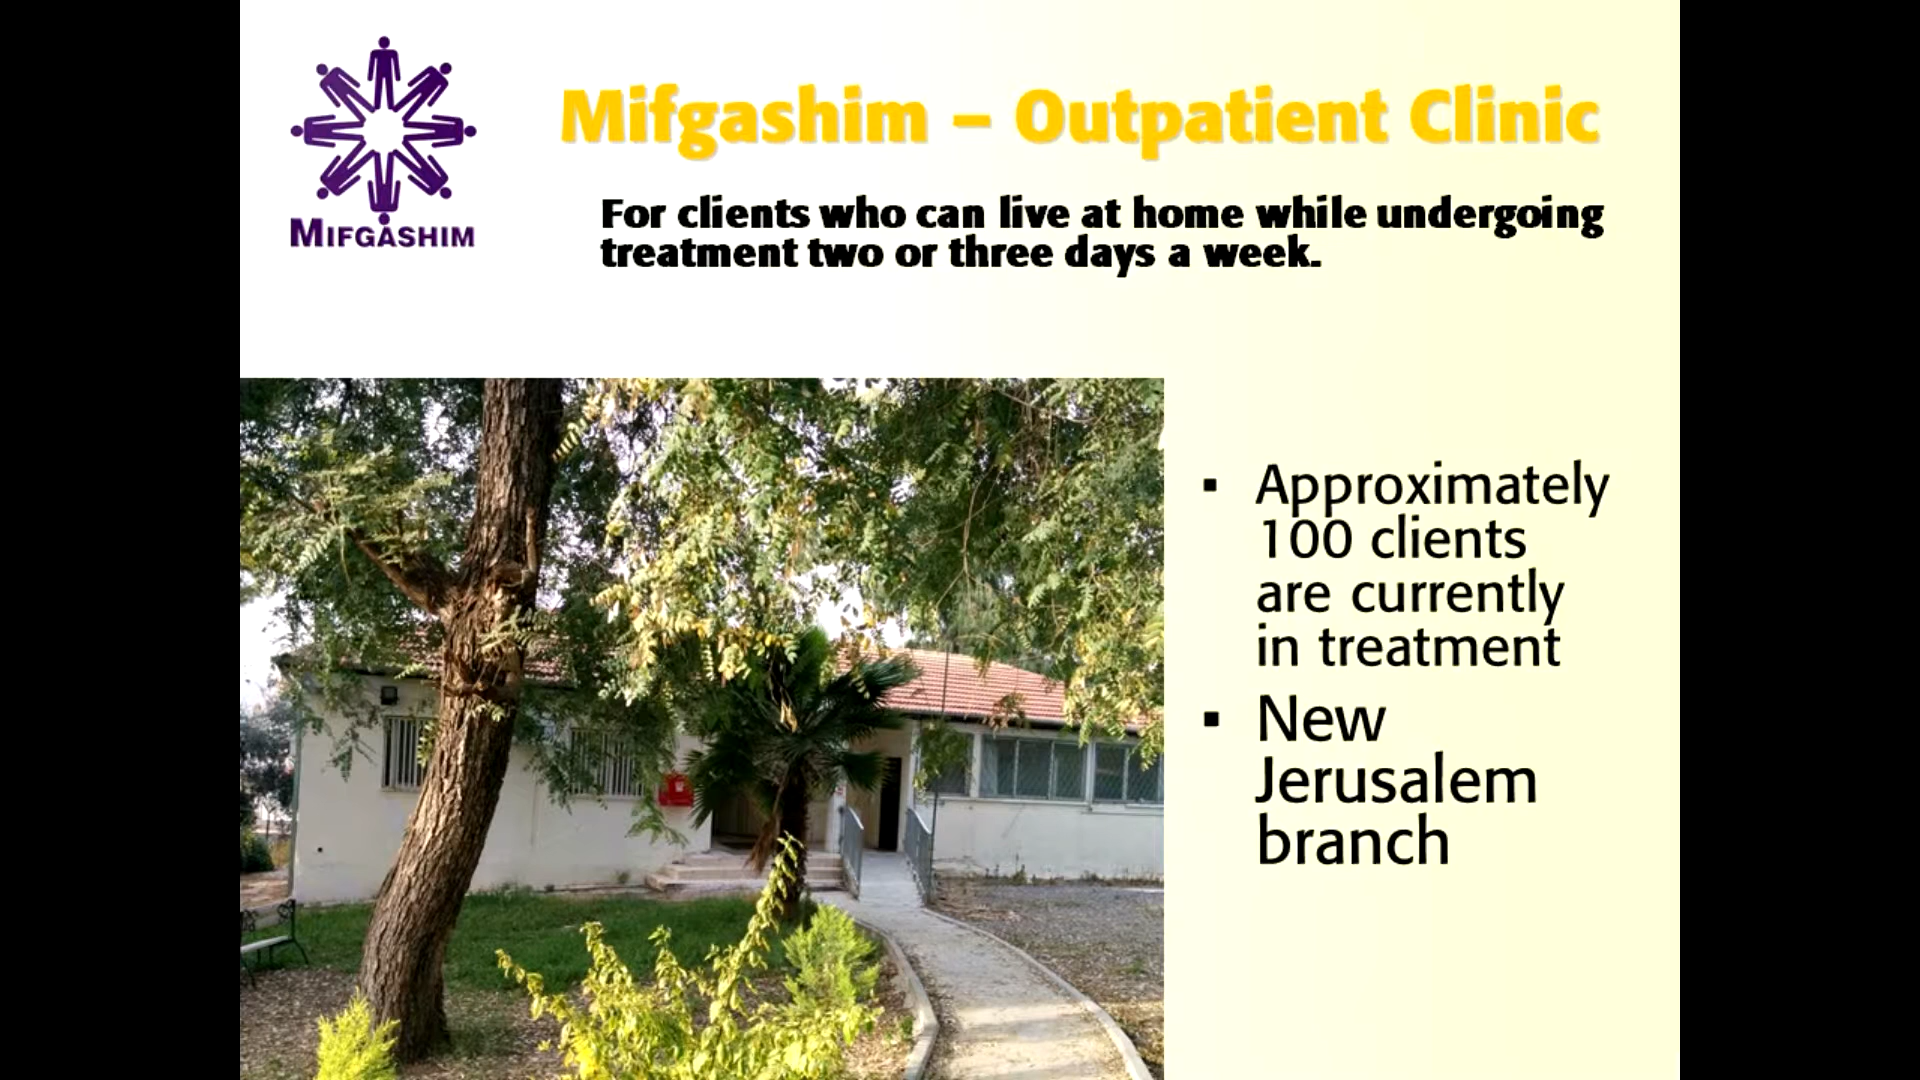 MIFGASHIM
Mifgashim – Outpatient Clinic
For clients who can live at home while undergoing
treatment two or three days a week.
▪ Approximately
100 clients
are currently
in treatment
▪ New
Jerusalem
branch